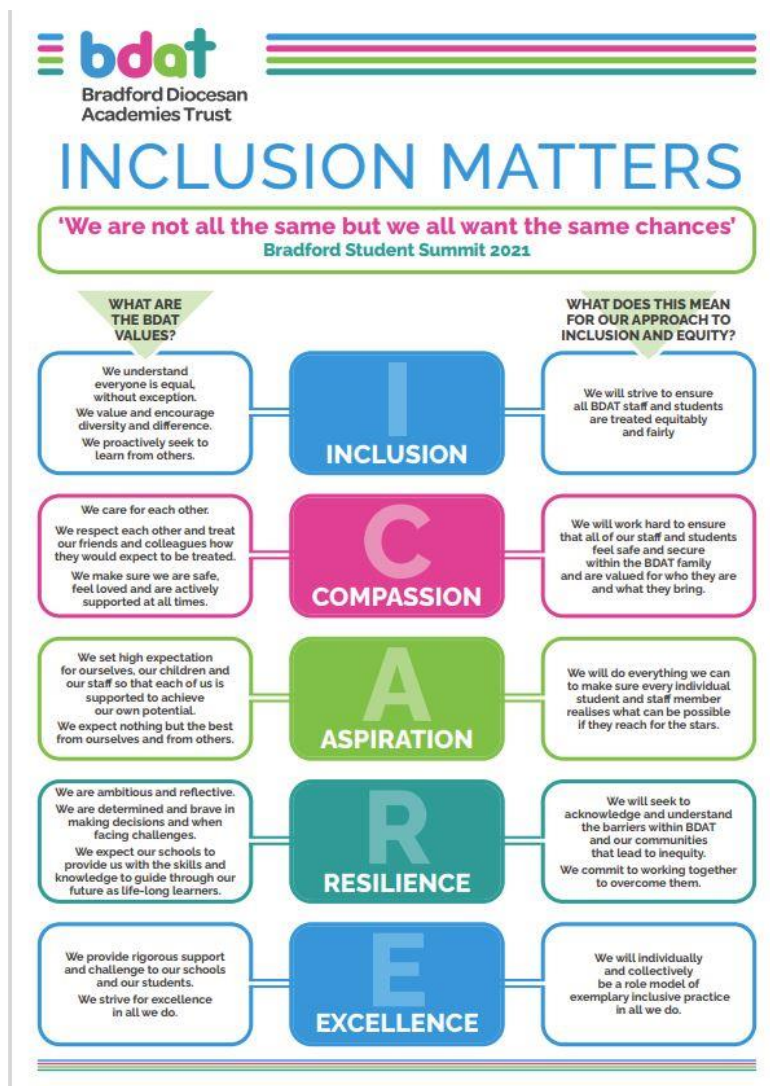 bdat
Bradford Diocesan
Academies Trust
INCLUSION MATTERS
‘We are not all the same but we all want the same chances’
Bradford Student Summit 2021
WHAT ARE
THE BDAT
VALUES?
WHAT DOES THIS MEAN
FOR OUR APPROACH TO
INCLUSION AND EQUITY?
We understand
everyone is equal,
without exception.
We value and encourage
diversity and difference.
We proactively seek to
learn from others.
I
INCLUSION
We will strive to ensure
all BDAT staff and students
are treated equitably
and fairly
We care for each other.
We respect each other and treat
our friends and colleagues how
they would expect to be treated.
We make sure we are safe,
feel loved and are actively
supported at all times.
C
COMPASSION
We will work hard to ensure
that all of our staff and students
feel safe and secure
within the BDAT family
and are valued for who they are
and what they bring.
We set high expectation
for ourselves, our children and
our staff so that each of us is
supported to achieve
our own potential.
We expect nothing but the best
from ourselves and from others.
A
ASPIRATION
We will do everything we can
to make sure every individual
student and staff member
realises what can be possible
if they reach for the stars.
We are ambitious and reflective.
We are determined and brave in
making decisions and when
facing challenges.
We expect our schools to
provide us with the skills and
knowledge to guide through our
future as life-long learners.
R
RESILIENCE
We will seek to
acknowledge and understand
the barriers within BDAT
and our communities
that lead to inequity.
We commit to working together
to overcome them.
We provide rigorous support
and challenge to our schools
and our students.
We strive for excellence
in all we do.
E
EXCELLENCE
We will individually
and collectively
be a role model of
exemplary inclusive practice
in all we do.